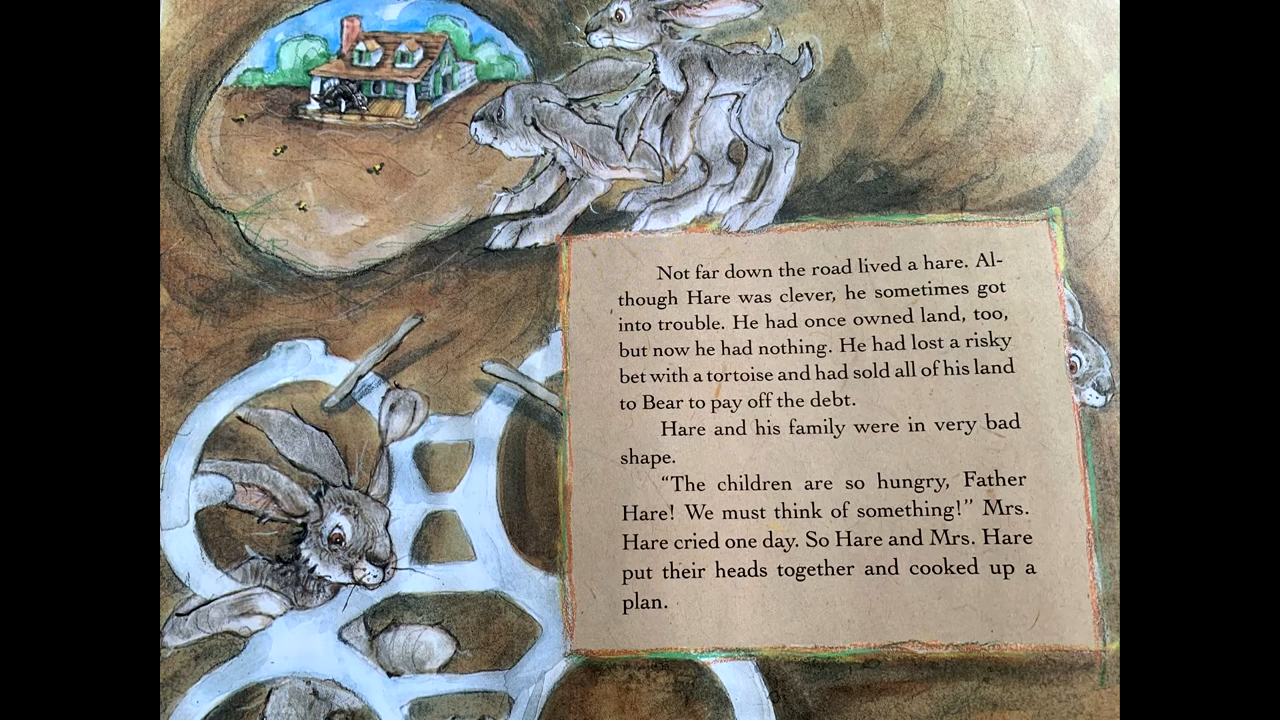 Not far down the road lived a hare. Al-
though Hare was clever, he sometimes got
into trouble. He had once owned land, too,
but now he had nothing. He had lost a risky
bet with a tortoise and had sold all of his land
to Bear to pay off the debt.
Hare and his family were in very bad
shape.
“The children are so hungry, Father
Hare! We must think of something!” Mrs.
Hare cried one day. So Hare and Mrs. Hare
put their heads together and cooked up a
plan.